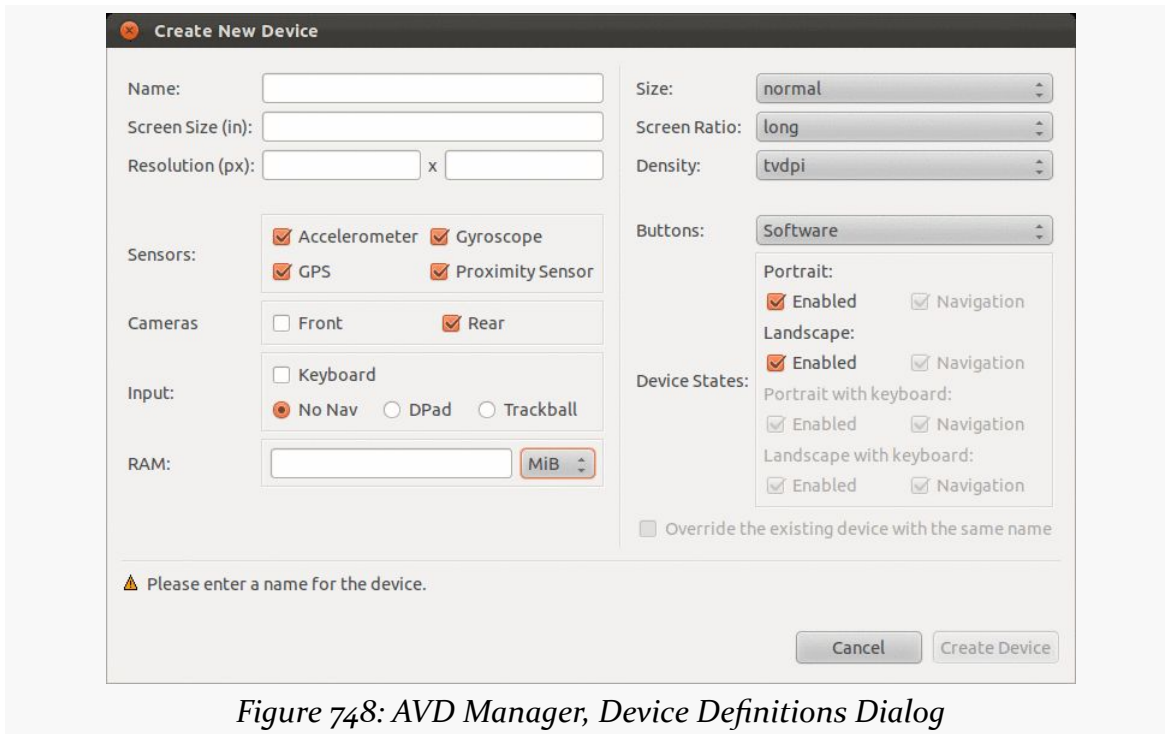 Create New Device
Name:
Screen Size (in):
Resolution (px): x
Sensors:
Accelerometer Gyroscope
GPS Proximity Sensor
Cameras
Front Rear
Input:
Keyboard
No Nav DPad Trackball
RAM:
MiB
Size: normal
Screen Ratio: long
Density: tvdpi
Buttons: Software
Device States:
Portrait:
Enabled Navigation
Landscape:
Enabled Navigation
Portrait with keyboard:
Enabled Navigation
Landscape with keyboard:
Enabled Navigation
Override the existing device with the same name
Please enter a name for the device.
Cancel Create Device
Figure 748: AVD Manager, Device Definitions Dialog